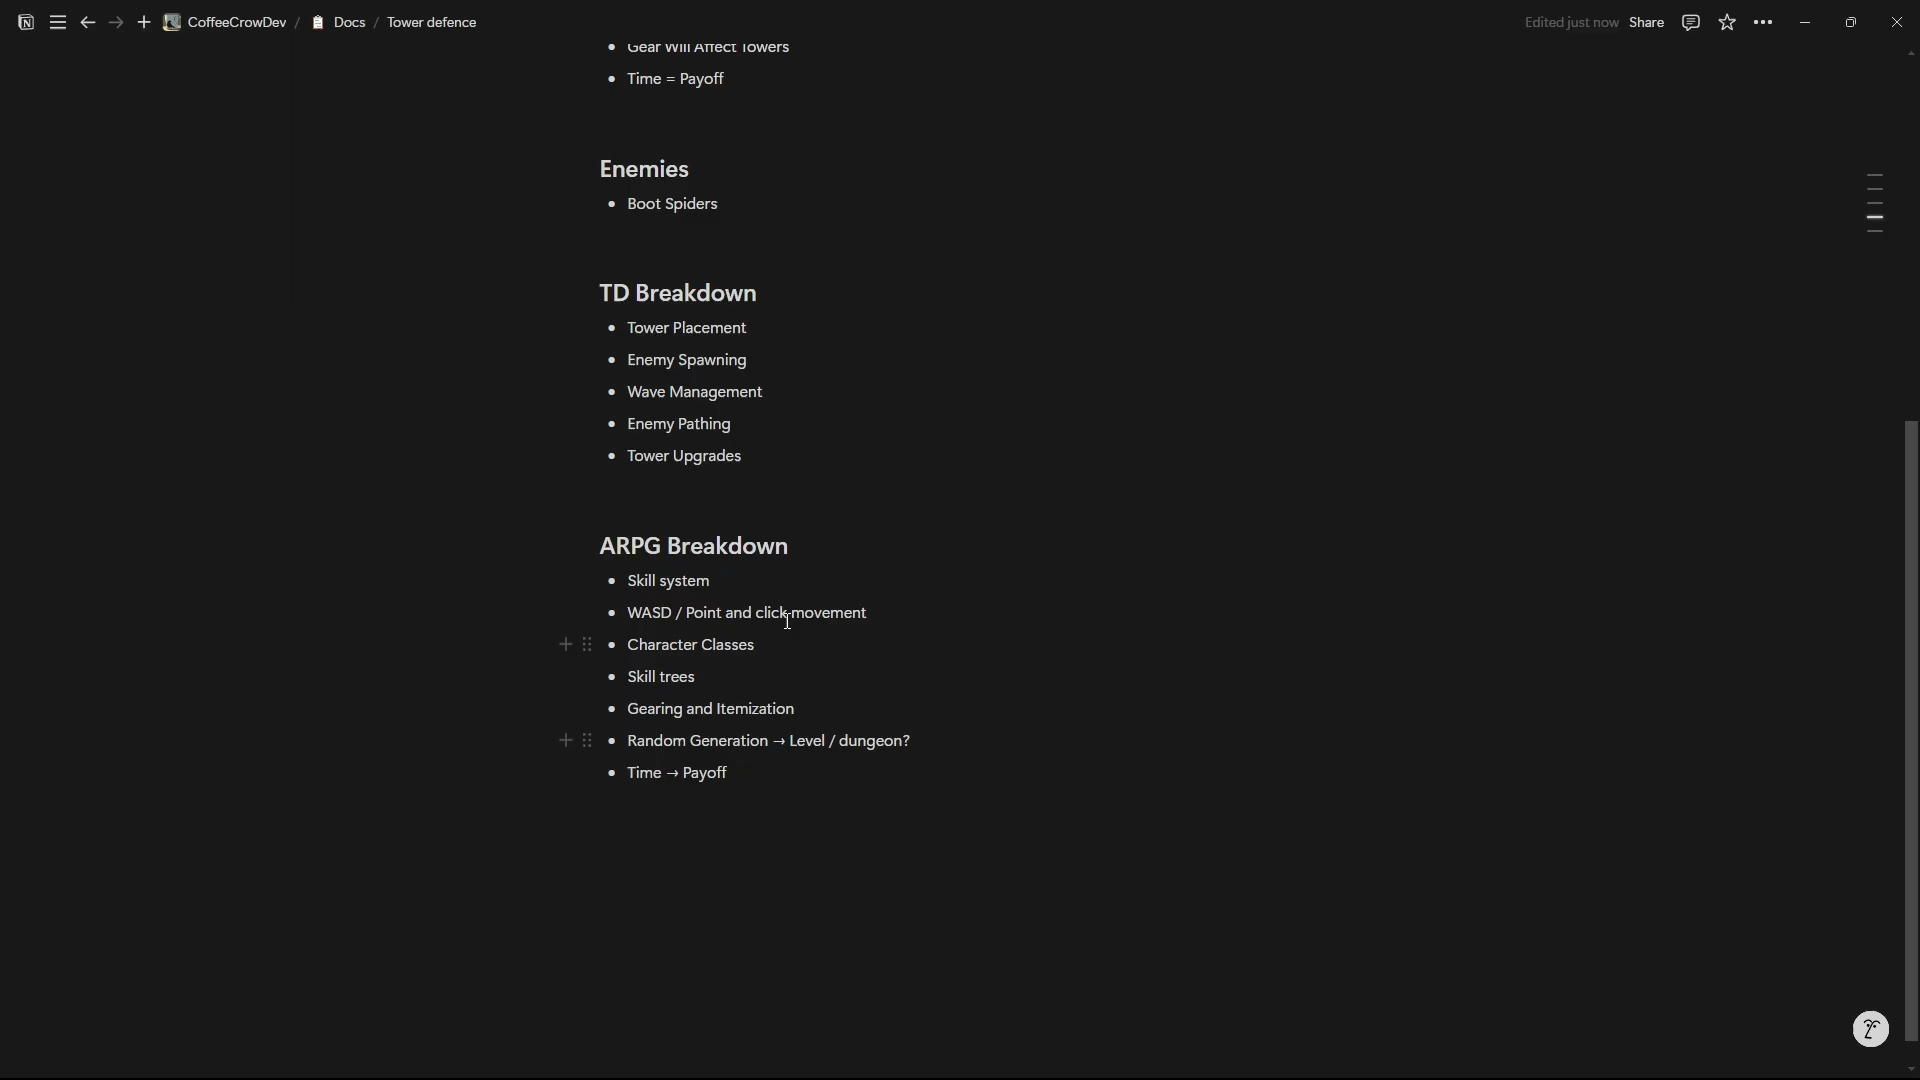 CoffeeCrowDev / Docs / Tower defence
Edited just now Share
Gear Will Affect Towers
Time = Payoff
Enemies
Boot Spiders
TD Breakdown
Tower Placement
Enemy Spawning
Wave Management
Enemy Pathing
Tower Upgrades
ARPG Breakdown
Skill system
WASD / Point and click movement
Character Classes
Skill trees
Gearing and Itemization
Random Generation → Level / dungeon?
Time → Payoff